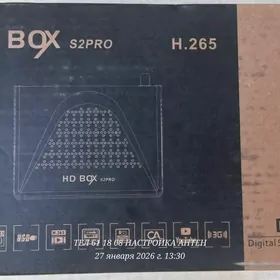 BOX S2PRO H.265
HD BOX S2PRO
CA
3G
ТЕЛ 61 18 08 НАСТРОЙКА АНТЕН
27 января 2026 г. 13:30
Digital S